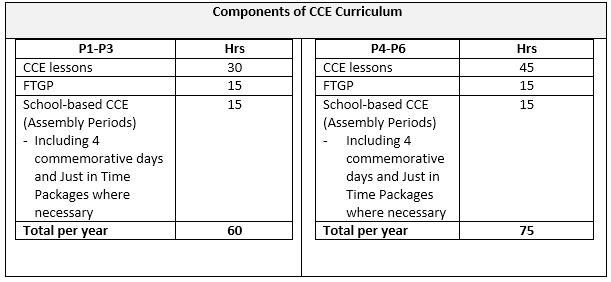 Components of CCE Curriculum
P1-P3 Hrs
CCE lessons 30
FTGP 15
School-based CCE 15
(Assembly Periods)
- Including 4
commemorative days
and Just in Time
Packages where
necessary
Total per year 60
P4-P6 Hrs
CCE lessons 45
FTGP 15
School-based CCE 15
(Assembly Periods)
- Including 4
commemorative
days and Just in
Time Packages
where necessary
Total per year 75